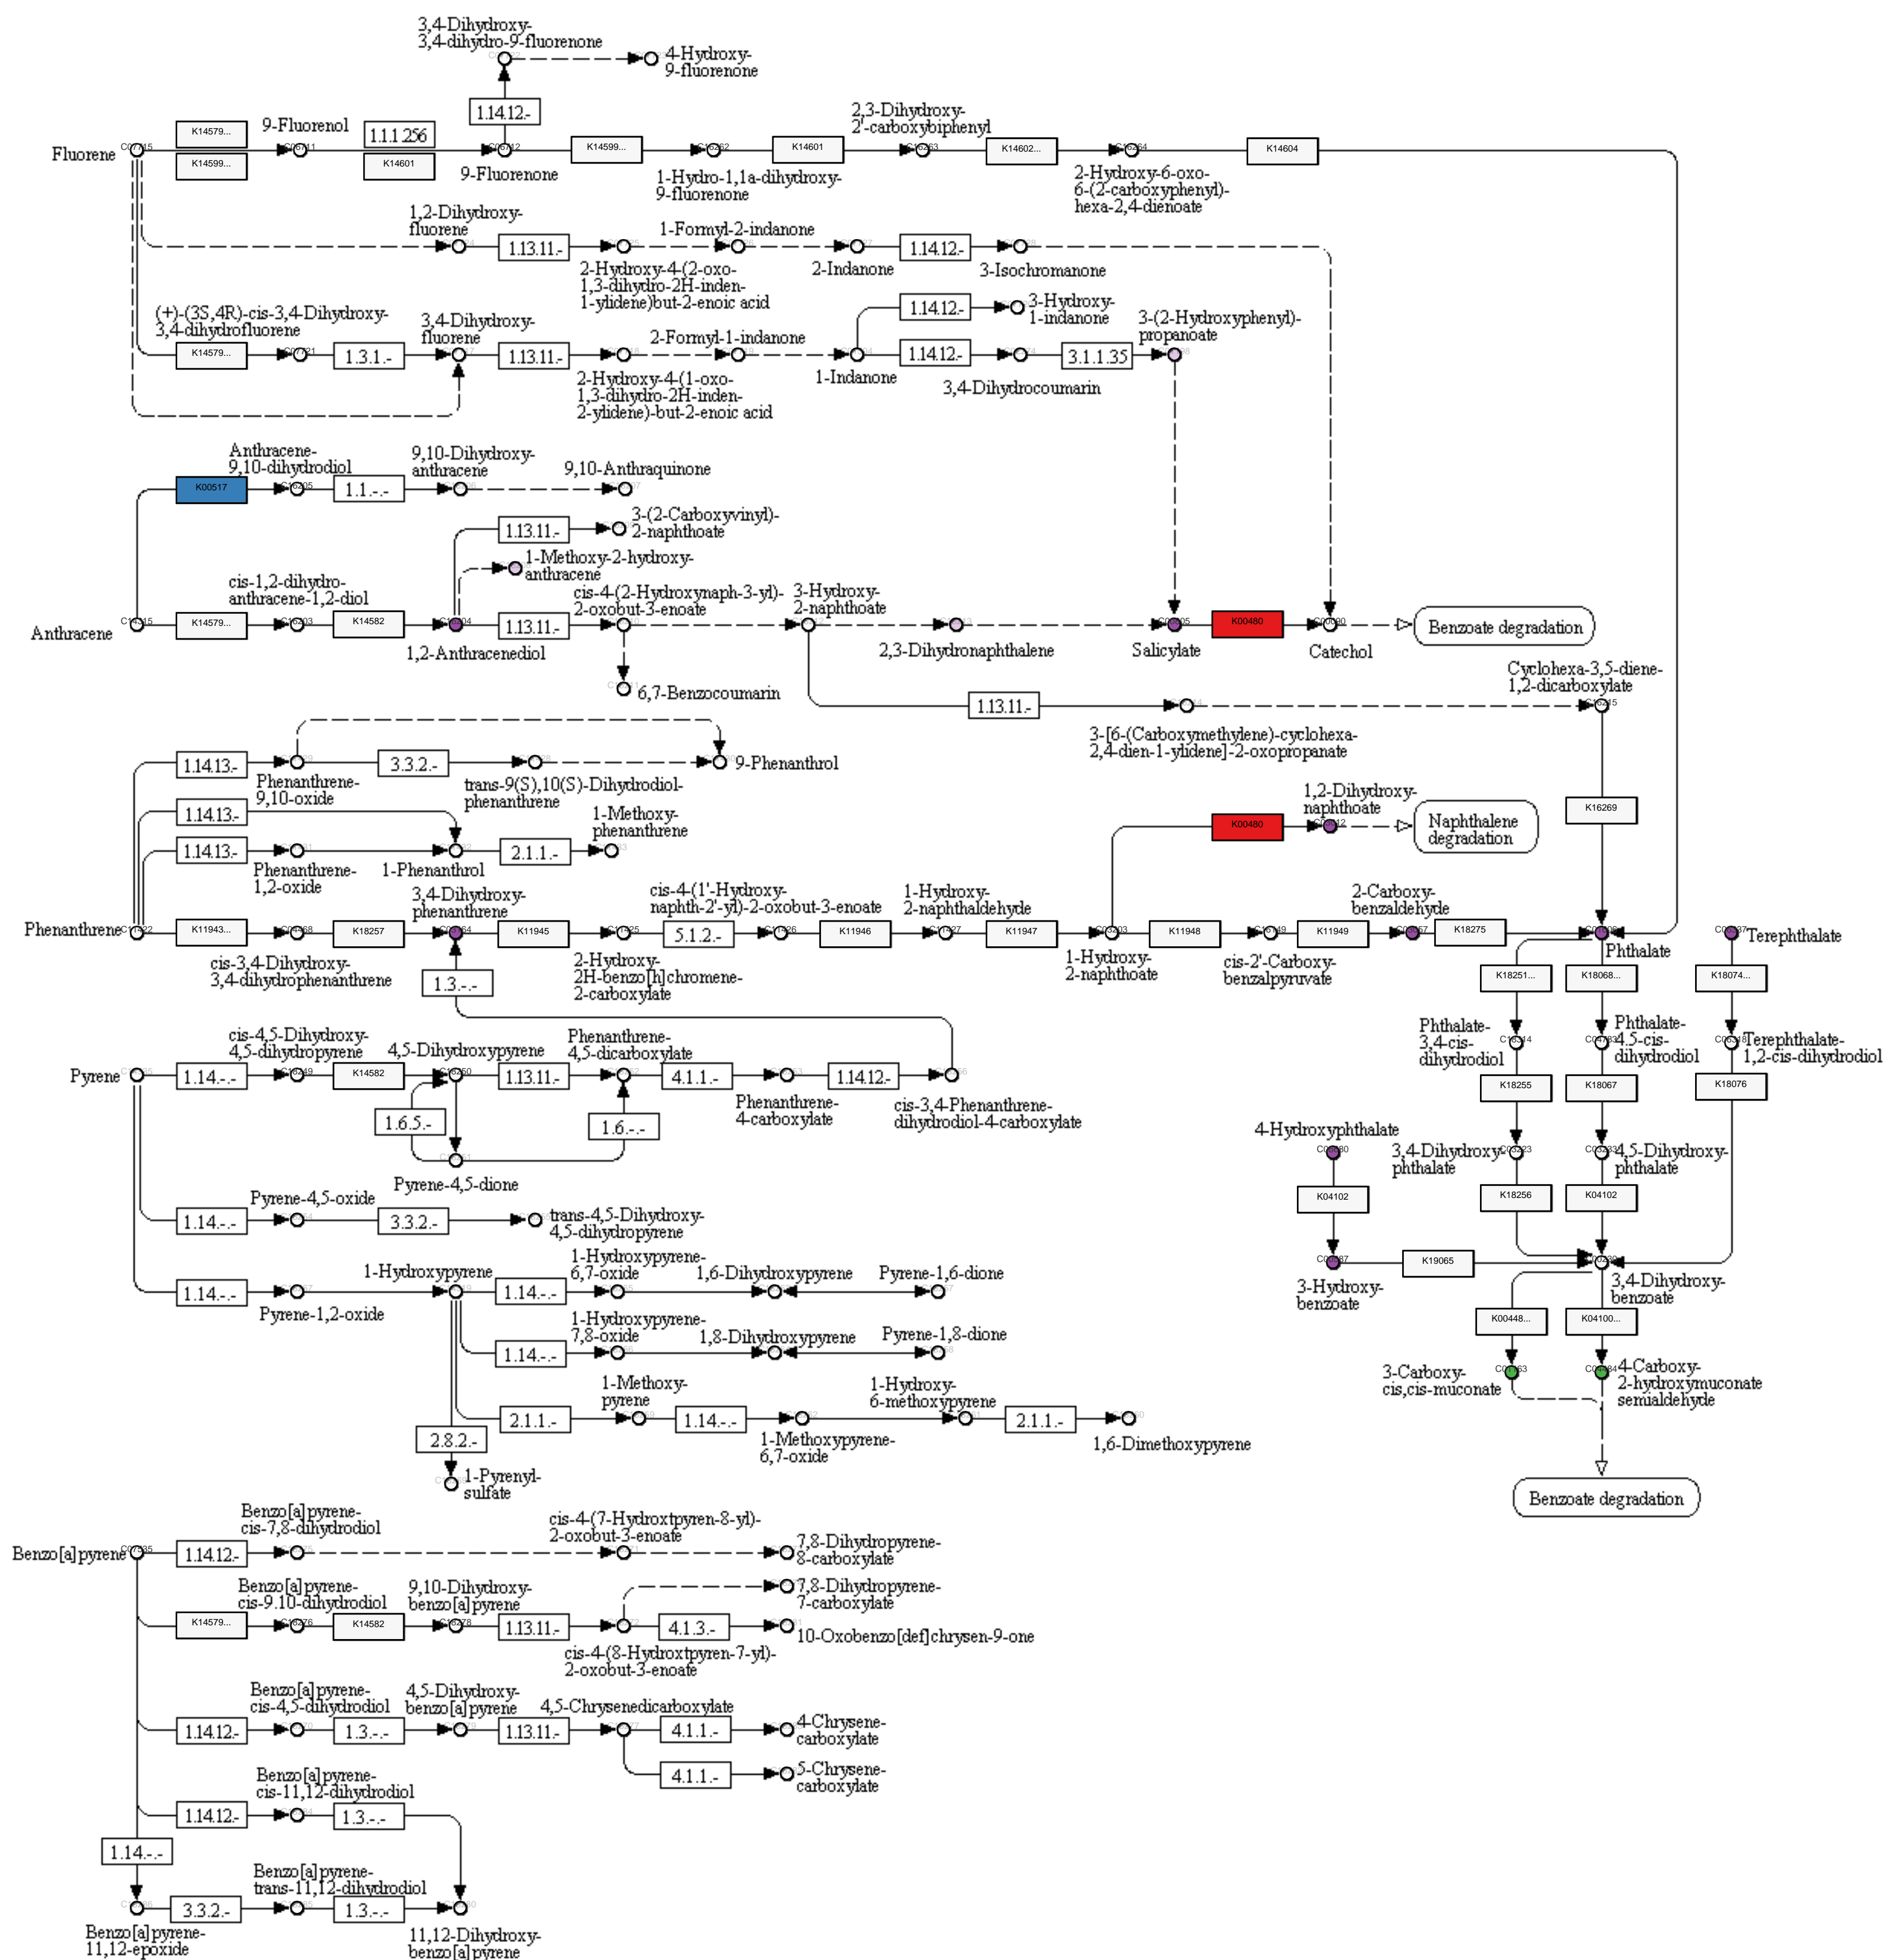 3,4-Dihydroxy-
3,4-dihydro-9-fluorenone
4-Hydroxy-
9-fluorenone
1.14.12.-
9-Fluorenol
2,3-Dihydroxy-
2'-carboxybiphenyl
K14579...
1.1.1.256
Fluorene
C07715
C06711
C06712
K14599...
C16262
K14601
C16263
K14602...
C16264
K14604
K14599...
K14601
9-Fluorenone
1-Hydro-1,1a-dihydroxy-
9-fluorenone
2-Hydroxy-6-oxo-
6-(2-carboxyphenyl)-
hexa-2,4-dienoate
1,2-Dihydroxy-
fluorene
1-Formyl-2-indanone
1.13.11.-
1.14.12.-
2-Hydroxy-4-(2-oxo-
1,3-dihydro-2H-inden-
1-ylidene)but-2-enoic acid
2-Indanone
3-Isochromanone
(+)-(3S,4R)-cis-3,4-Dihydroxy-
3,4-dihydrofluorene
3,4-Dihydroxy-
fluorene
2-Formyl-1-indanone
1.14.12.-
3-Hydroxy-
1-indanone
3-(2-Hydroxyphenyl)-
propanoate
K14579...
C07721
1.3.1.-
1.13.11.-
1.14.12.-
3.1.1.35
2-Hydroxy-4-(1-oxo-
1,3-dihydro-2H-inden-
2-ylidene)-but-2-enoic acid
1-Indanone
3,4-Dihydrocoumarin
Anthracene-
9,10-dihydrodiol
9,10-Dihydroxy-
anthracene
9,10-Anthraquinone
K00517
C16205
1.1.-.-
1.13.11.-
3-(2-Carboxyvinyl)-
2-naphthoate
1-Methoxy-2-hydroxy-
anthracene
cis-1,2-dihydro-
anthracene-1,2-diol
cis-4-(2-Hydroxynaph-3-yl)-
2-oxobut-3-enoate
3-Hydroxy-
2-naphthoate
Anthracene
C14315
K14579...
C16203
K14582
C16204
1.13.11.-
C00805
K00480
C00090
Benzoate degradation
1,2-Anthracenediol
2,3-Dihydronaphthalene
Salicylate
Catechol
6,7-Benzocoumarin
Cyclohexa-3,5-diene-
1,2-dicarboxylate
1.13.11.-
C16215
3-[6-(Carboxymethylene)-cyclohexa-
2,4-dien-1-ylidene]-2-oxopropanate
1.14.13.-
3.3.2.-
9-Phenanthrol
Phenanthrene-
9,10-oxide
trans-9(S),10(S)-Dihydrodiol-
phenanthrene
1.14.13.-
1-Methoxy-
phenanthrene
1,2-Dihydroxy-
naphthoate
K16269
K00480
Naphthalene
degradation
1.14.13.-
2.1.1.-
Phenanthrene-
1,2-oxide
1-Phenanthrol
3,4-Dihydroxy-
phenanthrene
cis-4-(1'-Hydroxy-
naphth-2'-yl)-2-oxobut-3-enoate
1-Hydroxy-
2-naphthaldehyde
2-Carboxy-
benzaldehyde
Phenanthrene
C11422
K11943...
C04468
K18257
K11945
C11425
5.1.2.-
C11426
K11946
C11427
K11947
C03203
K11948
C16149
K11949
C03057
K18275
Terephthalate
Phthalate
cis-3,4-Dihydroxy-
3,4-dihydrophenanthrene
2-Hydroxy-
2H-benzo[h]chromene-
2-carboxylate
1-Hydroxy-
2-naphthoate
cis-2'-Carboxy-
benzalpyruvate
1.3.-.-
K18251...
K18068...
K18074...
cis-4,5-Dihydroxy-
4,5-dihydropyrene
4,5-Dihydroxypyrene
Phenanthrene-
4,5-dicarboxylate
Phthalate-
3,4-cis-
dihydrodiol
Phthalate-
4,5-cis-
dihydrodiol
Terephthalate-
1,2-cis-dihydrodiol
C04783
C06318
Pyrene
1.14.-.-
C18249
K14582
C18250
1.13.11.-
4.1.1.-
1.14.12.-
K18255
K18067
K18076
Phenanthrene-
4-carboxylate
cis-3,4-Phenanthrene-
dihydrodiol-4-carboxylate
1.6.5.-
1.6.-.-
4-Hydroxyphthalate
3,4-Dihydroxy-
phthalate
C03223
C03233
4,5-Dihydroxy-
phthalate
Pyrene-4,5-dione
K04102
K18256
K04102
Pyrene-4,5-oxide
1.14.-.-
3.3.2.-
trans-4,5-Dihydroxy-
4,5-dihydropyrene
1-Hydroxypyrene
1-Hydroxypyrene-
6,7-oxide
1,6-Dihydroxypyrene
Pyrene-1,6-dione
K19065
1.14.-.-
1.14.-.-
Pyrene-1,2-oxide
3-Hydroxy-
benzoate
3,4-Dihydroxy-
benzoate
1-Hydroxypyrene-
7,8-oxide
1,8-Dihydroxypyrene
Pyrene-1,8-dione
K00448...
K04100...
1.14.-.-
3-Carboxy-
cis,cis-muconate
4-Carboxy-
2-hydroxymuconate
semialdehyde
1-Methoxy-
pyrene
1-Hydroxy-
6-methoxypyrene
2.1.1.-
1.14.-.-
2.1.1.-
2.8.2.-
1-Methoxypyrene-
6,7-oxide
1,6-Dimethoxypyrene
1-Pyrenyl-
sulfate
Benzoate degradation
Benzo[a]pyrene-
cis-7,8-dihydrodiol
cis-4-(7-Hydroxtpyren-8-yl)-
2-oxobut-3-enoate
Benzo[a]pyrene
C07535
1.14.12.-
7,8-Dihydropyrene-
8-carboxylate
Benzo[a]pyrene-
cis-9.10-dihydrodiol
9,10-Dihydroxy-
benzo[a]pyrene
7,8-Dihydropyrene-
7-carboxylate
K14579...
C18276
K14582
C18278
1.13.11.-
4.1.3.-
10-Oxobenzo[def]chrysen-9-one
cis-4-(8-Hydroxtpyren-7-yl)-
2-oxobut-3-enoate
Benzo[a]pyrene-
cis-4,5-dihydrodiol
4,5-Dihydroxy-
benzo[a]pyrene
4,5-Chrysenedicarboxylate
1.14.12.-
1.3.-.-
1.13.11.-
4.1.1.-
4-Chrysene-
carboxylate
4.1.1.-
5-Chrysene-
carboxylate
Benzo[a]pyrene-
cis-11,12-dihydrodiol
1.14.12.-
1.3.-.-
1.14.-.-
Benzo[a]pyrene-
trans-11,12-dihydrodiol
3.3.2.-
1.3.-.-
Benzo[a]pyrene-
11,12-epoxide
11,12-Dihydroxy-
benzo[a]pyrene